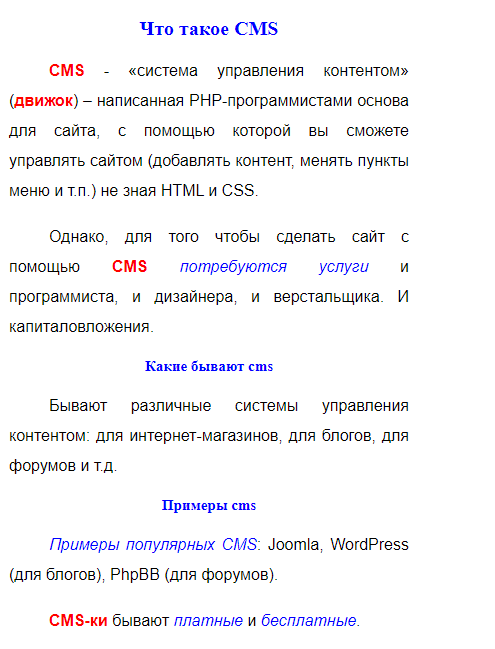 Что такое CMS
CMS - «система управления контентом»
(движок) – написанная PHP-программистами основа
для сайта, с помощью которой вы сможете
управлять сайтом (добавлять контент, менять пункты
меню и т.п.) не зная HTML и CSS.
Однако, для того чтобы сделать сайт с
помощью CMS потребуются услуги и
программиста, и дизайнера, и верстальщика. И
капиталовложения.
Какие бывают cms
Бывают различные системы управления
контентом: для интернет-магазинов, для блогов, для
форумов и т.д.
Примеры cms
Примеры популярных CMS: Joomla, WordPress
(для блогов), PhpBB (для форумов).
CMS-ки бывают платные и бесплатные.